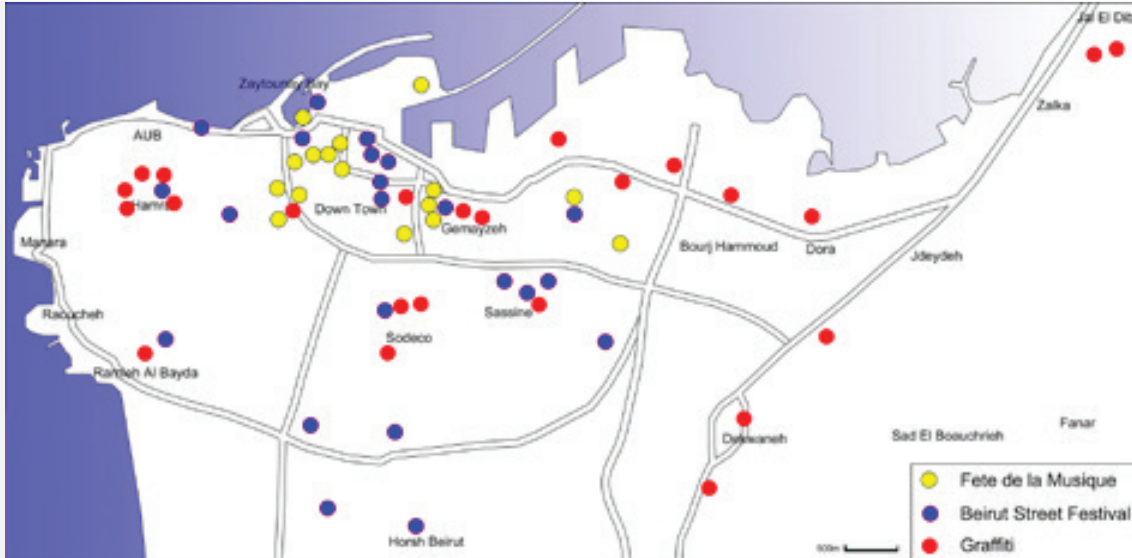 Jal El Dib
Zaytounay Bay
Zalka
AUB
Hamra
Down Town
Gemayzeh
Manara
Bourj Hammoud
Dora
Jdeydeh
Raoucheh
Sassine
Sodeco
Ramleh Al Bayda
Dekwaneh
Sad El Boauchrieh
Fanar
Fete de la Musique
Beirut Street Festival
Horsh Beirut
500m
Graffiti